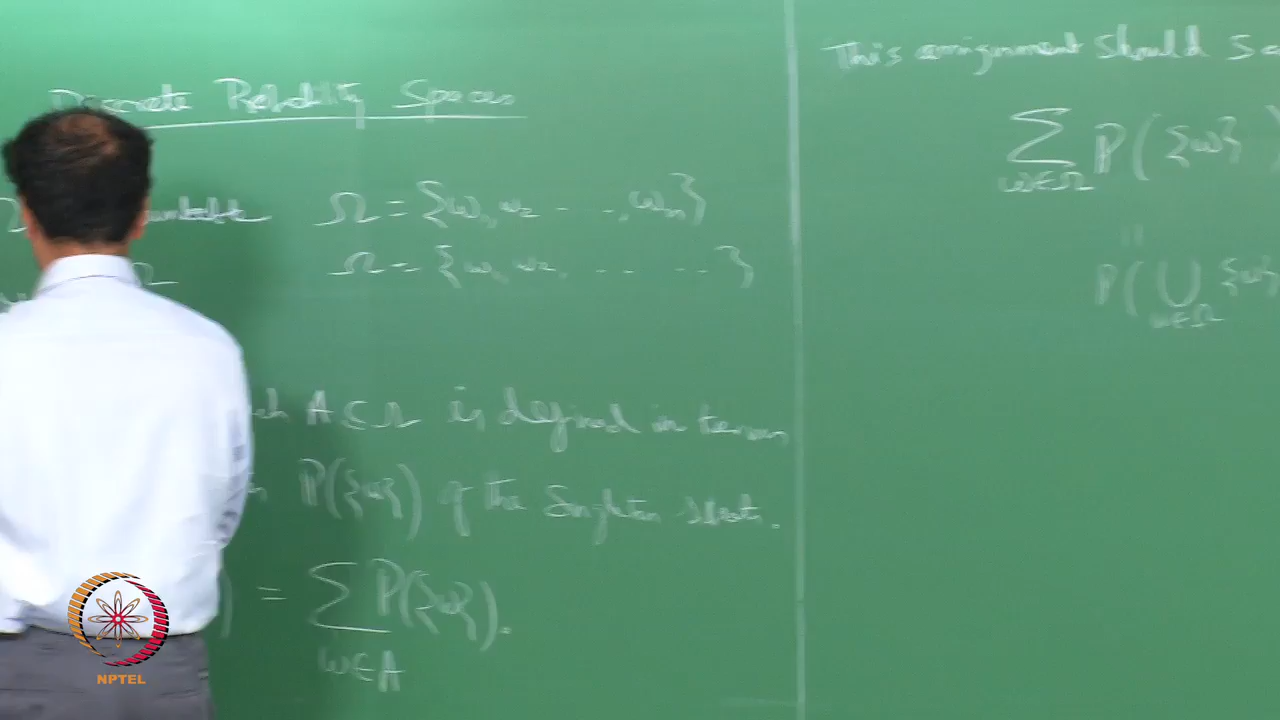 Discrete Probability Spaces
Ω = {ω₁, ω₂ ..., ωₙ}
Ω = {ω₁, ω₂, .. .. }
A ⊆ Ω is defined in terms
P({ω}) of the Singleton subsets.
= Σ P({ω}).
ω∈A
This assignment should
Σ P({ω}
ω∈Ω
=
P(∪ {ω}
ω∈Ω
NPTEL